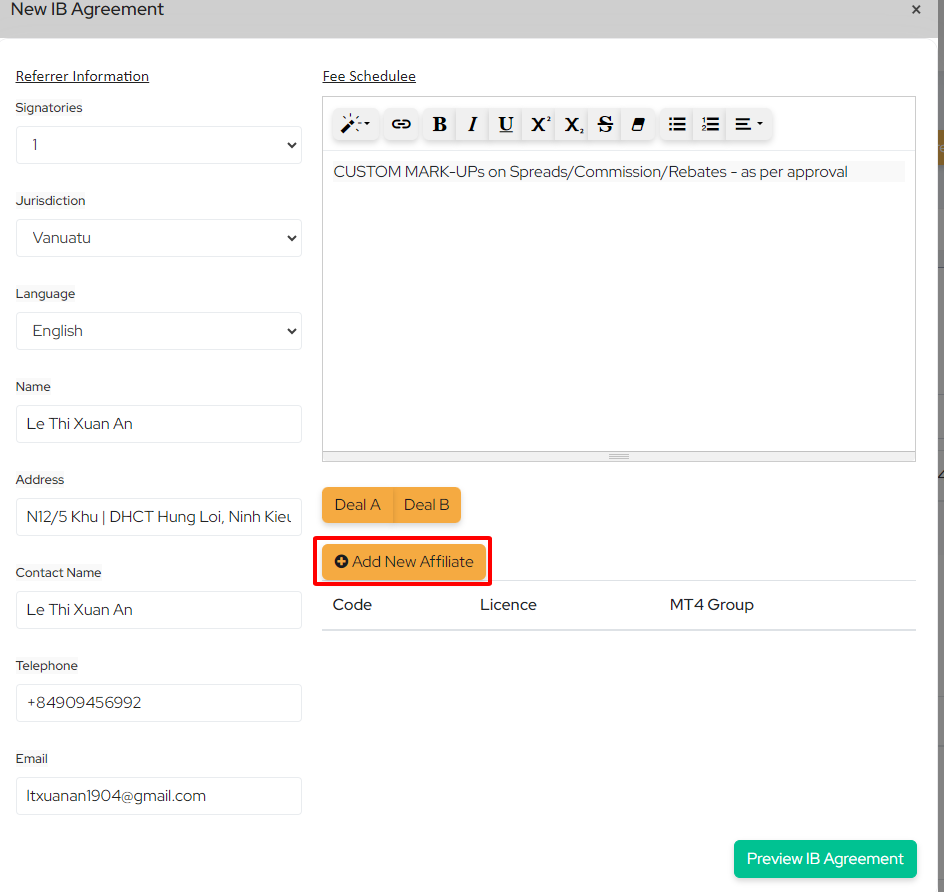 New IB Agreement
×
Referrer Information
Signatories
1
Jurisdiction
Vanuatu
Language
English
Name
Le Thi Xuan An
Address
N12/5 Khu | DHCT Hung Loi, Ninh Kieu
Contact Name
Le Thi Xuan An
Telephone
+84909456992
Email
ltxuanan1904@gmail.com
Fee Schedulee
B I U X² X₂ S
CUSTOM MARK-UPs on Spreads/Commission/Rebates - as per approval
Deal A Deal B
Add New Affiliate
Code Licence MT4 Group
Preview IB Agreement